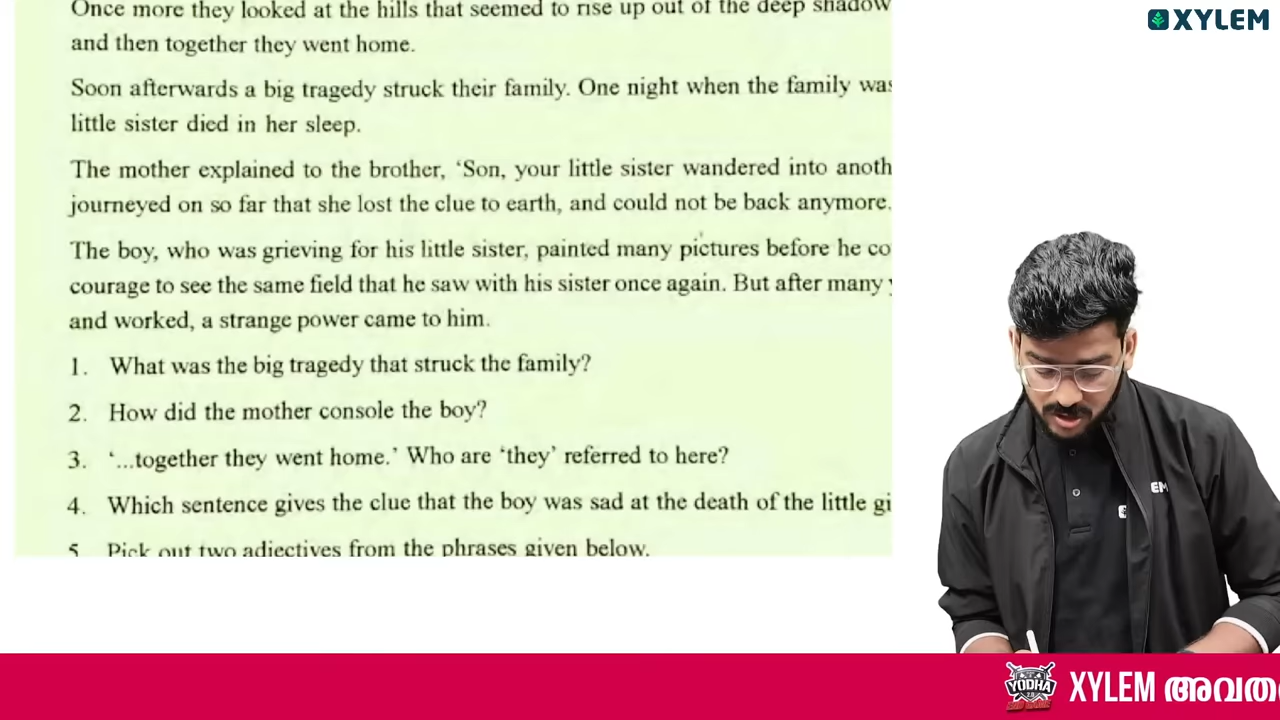 Once more they looked at the hills that seemed to rise up out of the deep shadow
and then together they went home.
Soon afterwards a big tragedy struck their family. One night when the family was
little sister died in her sleep.
The mother explained to the brother, ‘Son, your little sister wandered into anoth
journeyed on so far that she lost the clue to earth, and could not be back anymore.
The boy, who was grieving for his little sister, painted many pictures before he co
courage to see the same field that he saw with his sister once again. But after many
and worked, a strange power came to him.
1. What was the big tragedy that struck the family?
2. How did the mother console the boy?
3. ‘...together they went home.’ Who are ‘they’ referred to here?
4. Which sentence gives the clue that the boy was sad at the death of the little gi
5. Pick out two adjectives from the phrases given below.
XYLEM
EM
YODHA
2.0
END GAME
XYLEM അവത